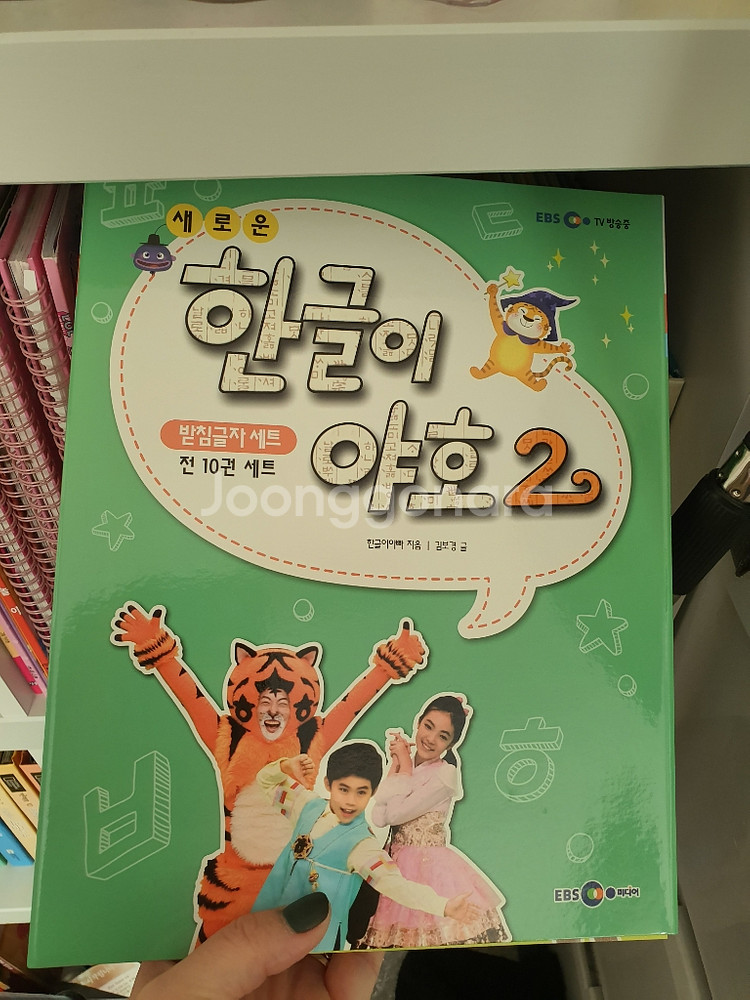 새로운
EBS TV 방송중
한글이
야호2
받침글자 세트
전 10권 세트
Joonggonara
한글이아빠 지음 | 김보경 글
ㅍ
ㄷ
ㅂ
ㅎ
EBS 미디어